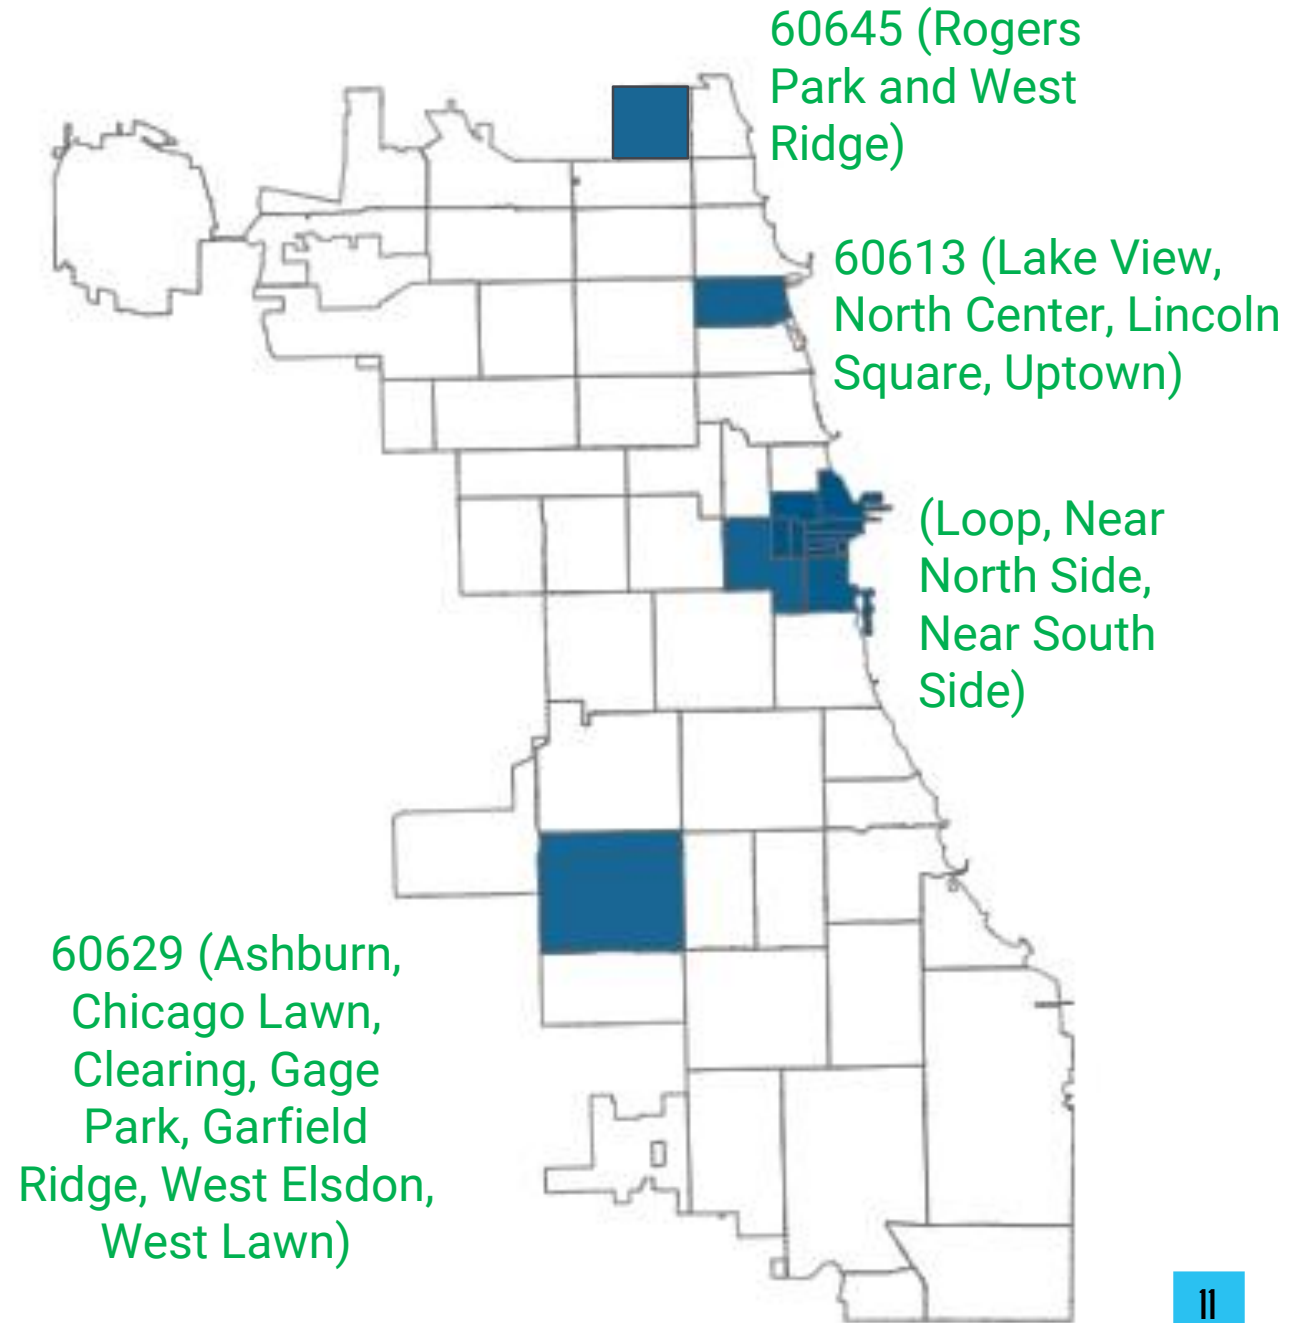 60645 (Rogers
Park and West
Ridge)
60613 (Lake View,
North Center, Lincoln
Square, Uptown)
(Loop, Near
North Side,
Near South
Side)
60629 (Ashburn,
Chicago Lawn,
Clearing, Gage
Park, Garfield
Ridge, West Elsdon,
West Lawn)
11